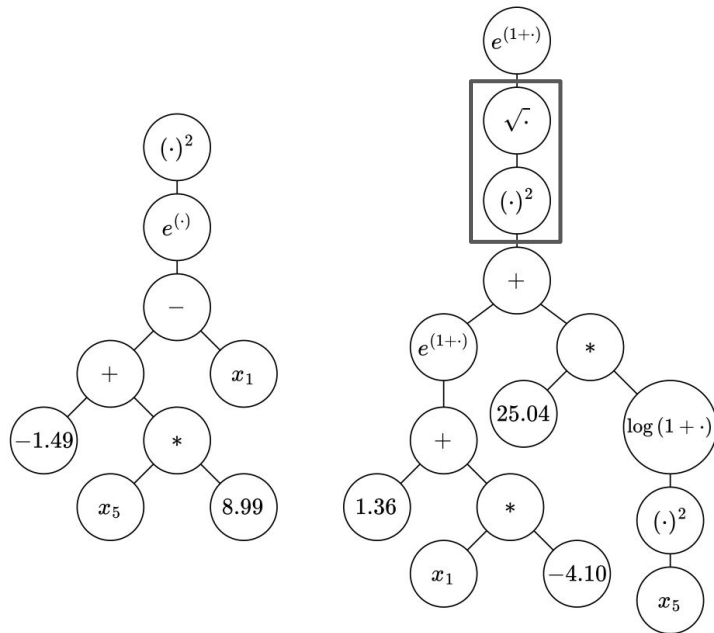 e^(1+·)
√·
(·)²
(·)²
e^(·)
+
−
e^(1+·)
*
+
x₁
25.04
log (1 + ·)
−1.49
*
+
x₅
8.99
1.36
*
(·)²
x₁
−4.10
x₅